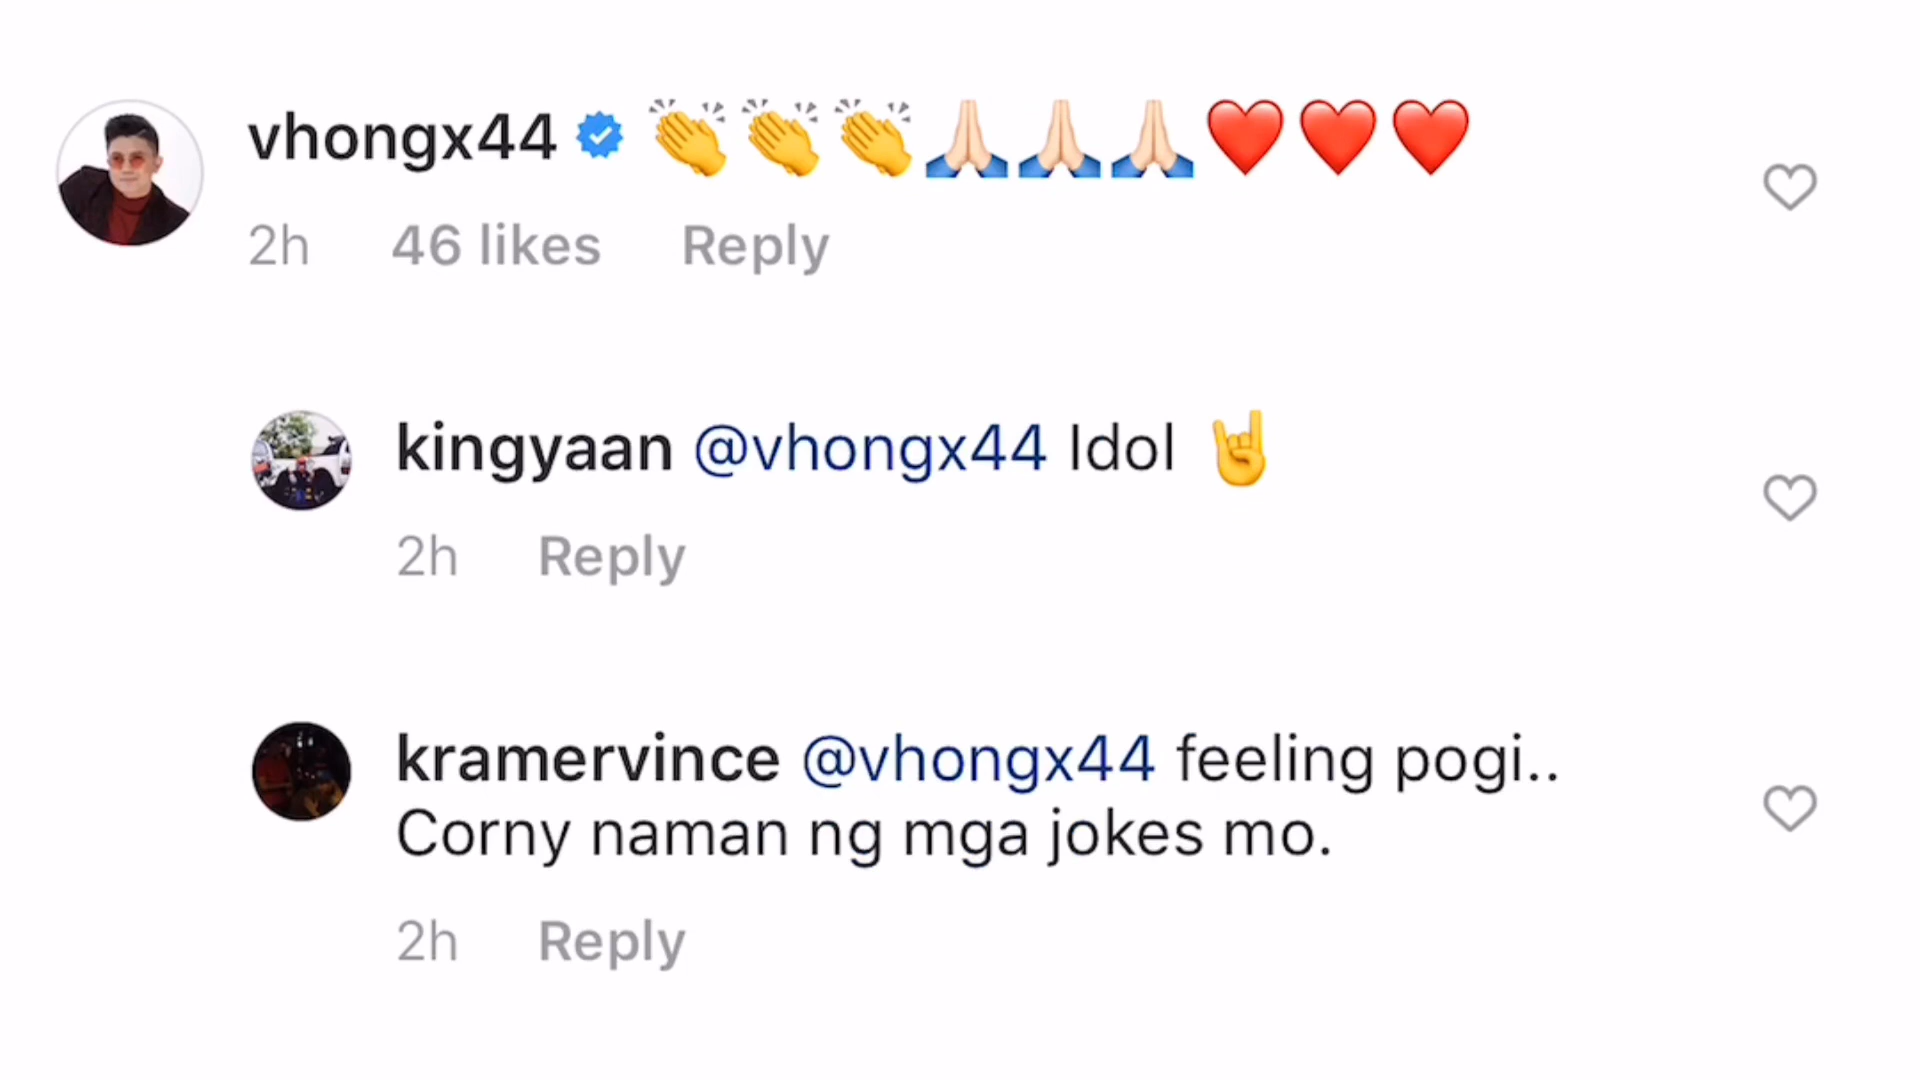 vhongx44 👏👏👏🙏🏻🙏🏻🙏🏻❤️❤️❤️
2h 46 likes Reply
kingyaan @vhongx44 Idol 🤘
2h Reply
kramervince @vhongx44 feeling pogi..
Corny naman ng mga jokes mo.
2h Reply